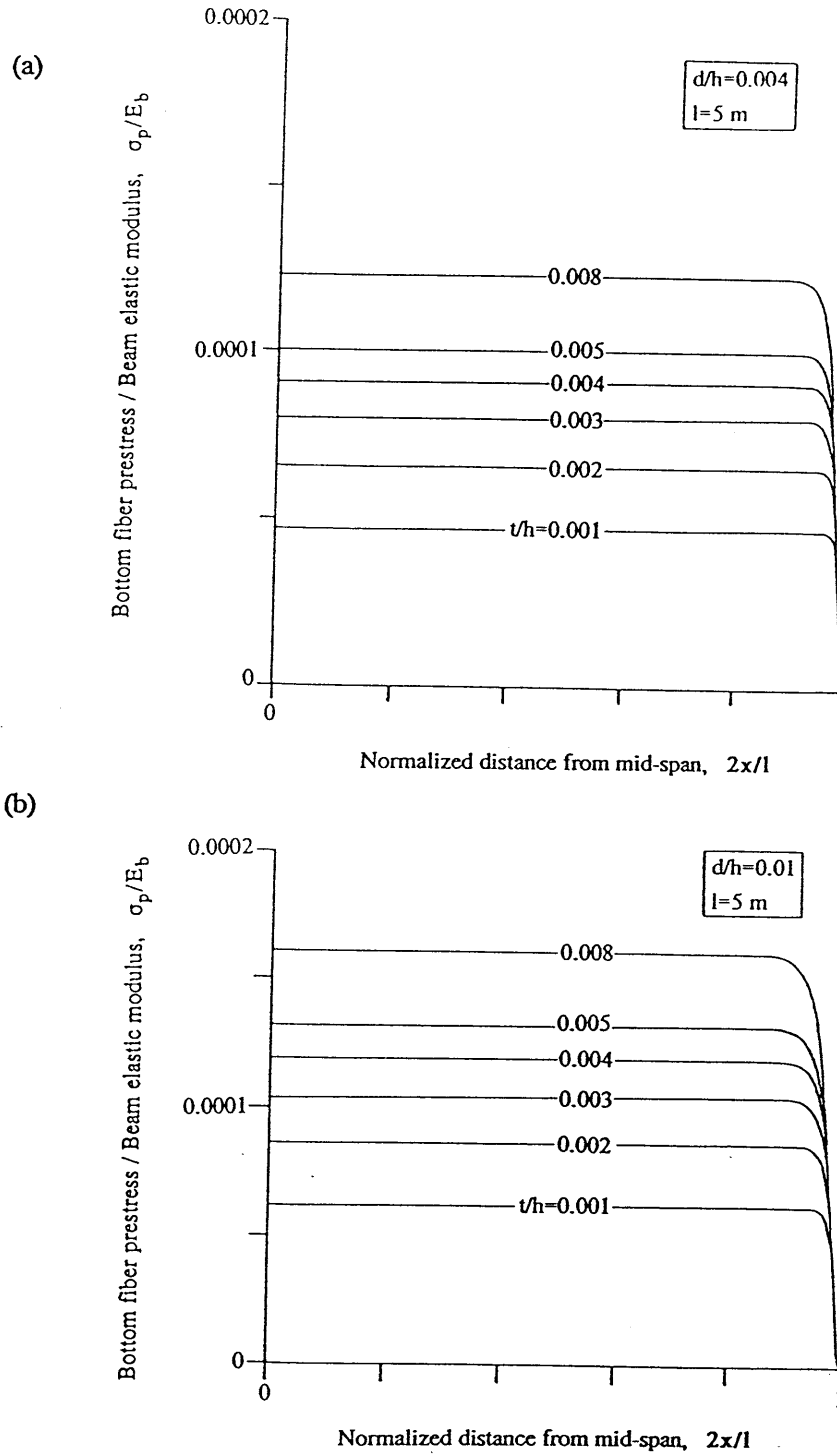 (a)
0.0002
d/h=0.004
l=5 m
Bottom fiber prestress / Beam elastic modulus, σp/Eb
0.008
0.0001
0.005
0.004
0.003
0.002
t/h=0.001
0
0
Normalized distance from mid-span, 2x/l
(b)
0.0002
d/h=0.01
l=5 m
Bottom fiber prestress / Beam elastic modulus, σp/Eb
0.008
0.005
0.004
0.0001
0.003
0.002
t/h=0.001
0
0
Normalized distance from mid-span, 2x/l